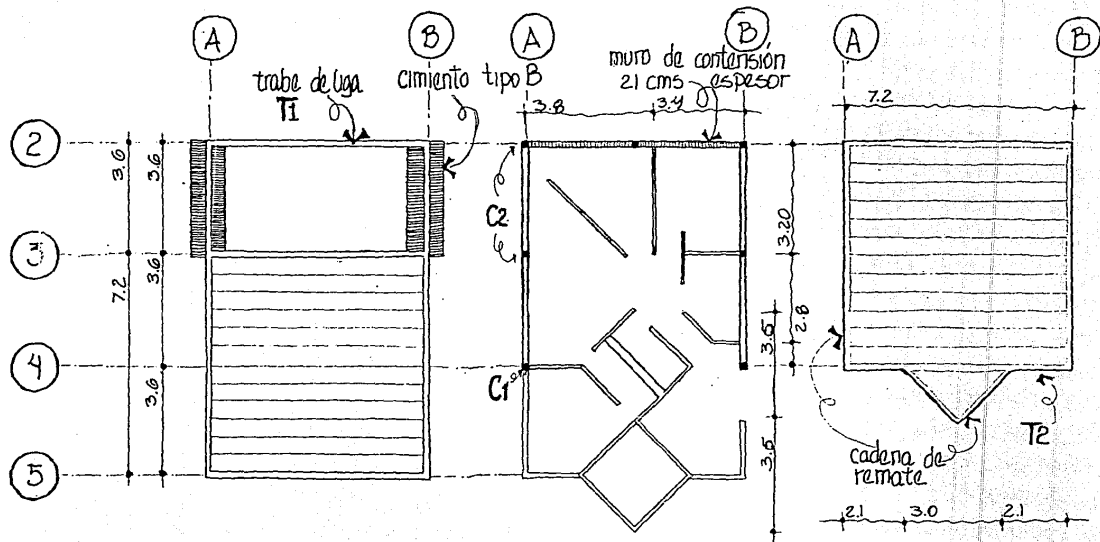 A
B
A
B
A
B
trabe de liga
T1
cimiento tipo B
muro de contensión
21 cms espesor
3.8
3.4
7.2
2
3
4
5
3.6
3.6
7.2
3.6
3.6
C2
C1
3.20
2.8
3.5
3.5
T2
cadena de
remate
2.1
3.0
2.1